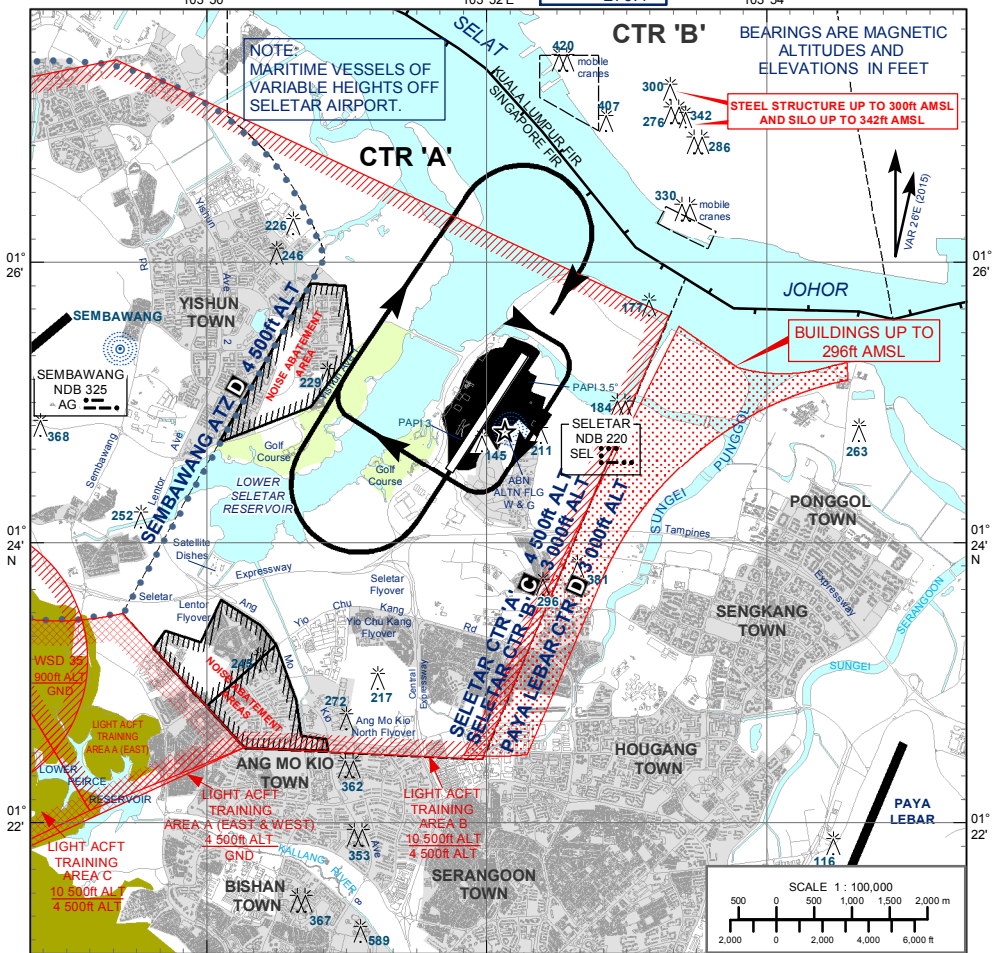 NOTE:
MARITIME VESSELS OF
VARIABLE HEIGHTS OFF
SELETAR AIRPORT.
SELAT
CTR 'B'
BEARINGS ARE MAGNETIC
ALTITUDES AND
ELEVATIONS IN FEET
420
mobile
cranes
407
300
276
342
286
STEEL STRUCTURE UP TO 300ft AMSL
AND SILO UP TO 342ft AMSL
KUALA LUMPUR FIR
SINGAPORE FIR
CTR 'A'
330
mobile
cranes
VAR 26'E (2015)
Yishun
Ave 2
226
246
01°
26'
01°
26'
YISHUN
TOWN
Rd
SEMBAWANG
SEMBAWANG
NDB 325
AG
368
SEMBAWANG ATZ D 4 500ft ALT
NOISE ABATEMENT
AREA
229
177
JOHOR
BUILDINGS UP TO
296ft AMSL
PAPI 3.5°
PAPI 3
184
SELETAR
NDB 220
SEL
145
211
ABN
ALTN FLG
W & G
Golf
Course
Golf
Course
LOWER
SELETAR
RESERVOIR
SUNGEI
PUNGGOL
263
PONGGOL
TOWN
Sembawang
Lentor
Ave
252
01°
24'
N
01°
24'
N
Satellite
Dishes
Seletar
Expressway
Lentor
Flyover
Ang
Mo
Kio
Yio
Chu
Kang
Rd
Seletar
Flyover
Yio Chu Kang
Flyover
Central
Expressway
SELETAR CTR 'A' C 4 500ft ALT
SELETAR CTR 'B' 3 000ft ALT
PAYA LEBAR CTR D 3 000ft ALT
296
381
Tampines
Expressway
SENGKANG
TOWN
SUNGEI
SERANGOON
WSD 35
900ft ALT
GND
LIGHT ACFT
TRAINING
AREA A (EAST)
LOWER
PEIRCE
RESERVOIR
245
NOISE ABATEMENT
AREAS
272
217
Ang Mo Kio
North Flyover
ANG MO KIO
TOWN
362
HOUGANG
TOWN
PAYA
LEBAR
01°
22'
01°
22'
LIGHT ACFT
TRAINING
AREA A (EAST & WEST)
4 500ft ALT
GND
LIGHT ACFT
TRAINING
AREA B
10 500ft ALT
4 500ft ALT
LIGHT ACFT
TRAINING
AREA C
10 500ft ALT
4 500ft ALT
353
Ave
8
KALLANG
RIVER
BISHAN
TOWN
367
589
SERANGOON
TOWN
116
SCALE 1 : 100,000
500 0 500 1,000 1,500 2,000 m
2,000 0 2,000 4,000 6,000 ft